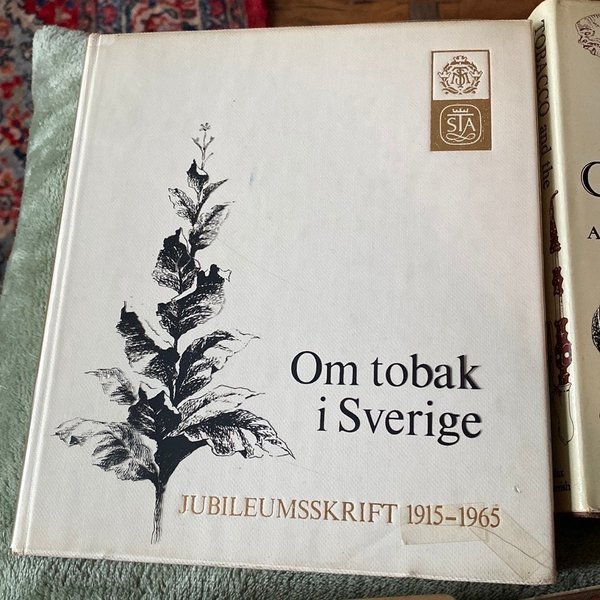 STA
Om tobak
i Sverige
JUBILEUMSSKRIFT 1915–1965
TOBACCO and the